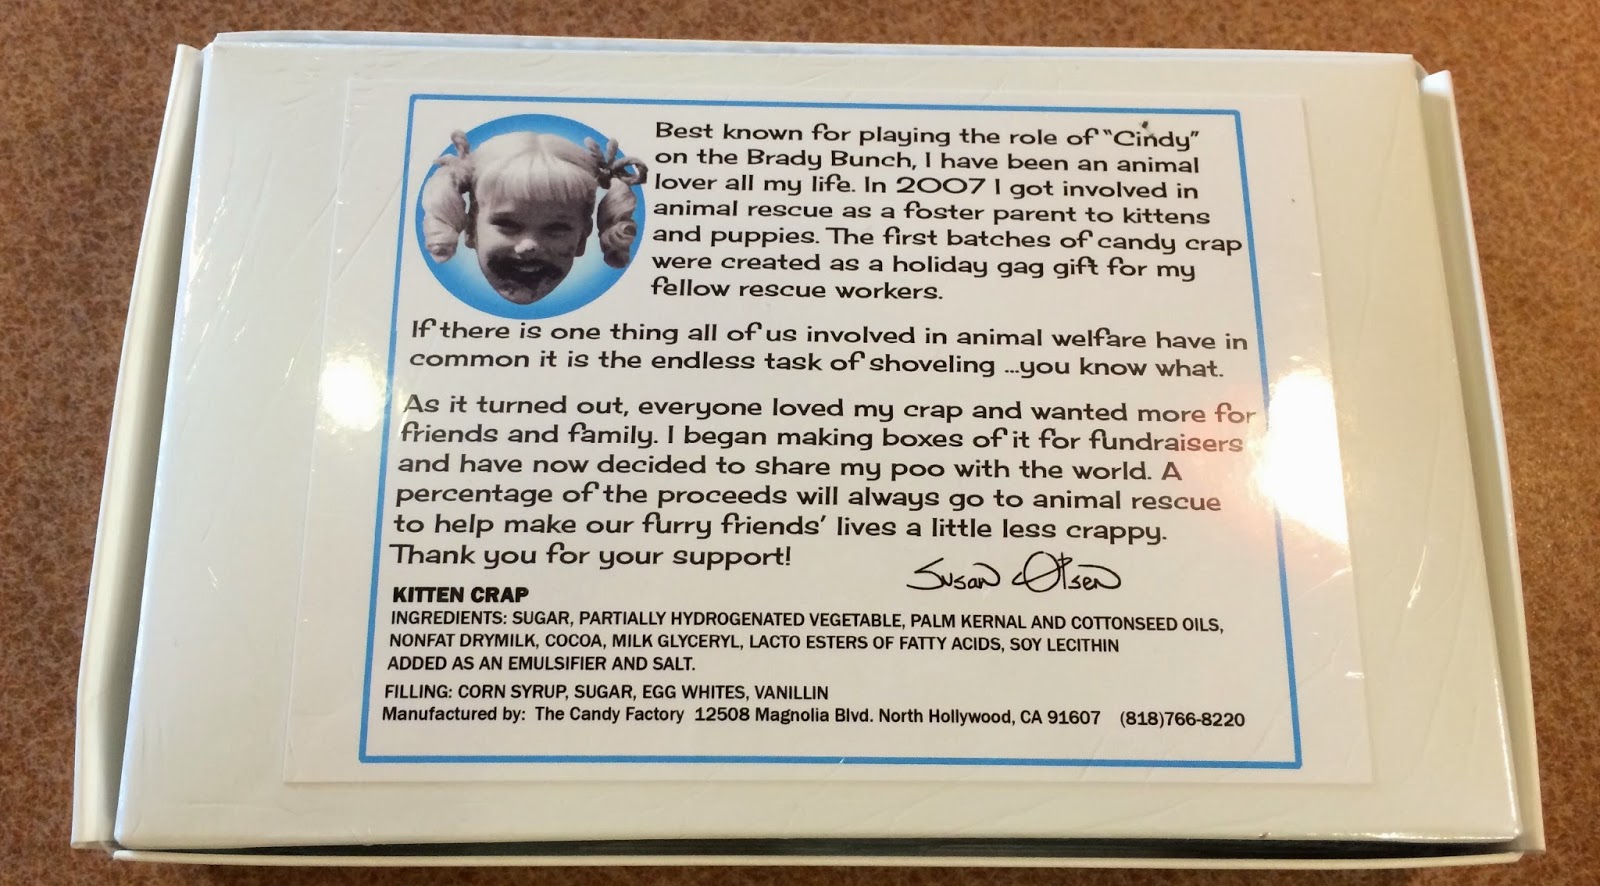 Best known for playing the role of "Cindy"
on the Brady Bunch, I have been an animal
lover all my life. In 2007 I got involved in
animal rescue as a foster parent to kittens
and puppies. The first batches of candy crap
were created as a holiday gag gift for my
fellow rescue workers.
If there is one thing all of us involved in animal welfare have in
common it is the endless task of shoveling ...you know what.
As it turned out, everyone loved my crap and wanted more for
friends and family. I began making boxes of it for fundraisers
and have now decided to share my poo with the world. A
percentage of the proceeds will always go to animal rescue
to help make our furry friends' lives a little less crappy.
Thank you for your support!
Susan Olsen
KITTEN CRAP
INGREDIENTS: SUGAR, PARTIALLY HYDROGENATED VEGETABLE, PALM KERNAL AND COTTONSEED OILS,
NONFAT DRYMILK, COCOA, MILK GLYCERYL, LACTO ESTERS OF FATTY ACIDS, SOY LECITHIN
ADDED AS AN EMULSIFIER AND SALT.
FILLING: CORN SYRUP, SUGAR, EGG WHITES, VANILLIN
Manufactured by: The Candy Factory 12508 Magnolia Blvd. North Hollywood, CA 91607 (818)766-8220